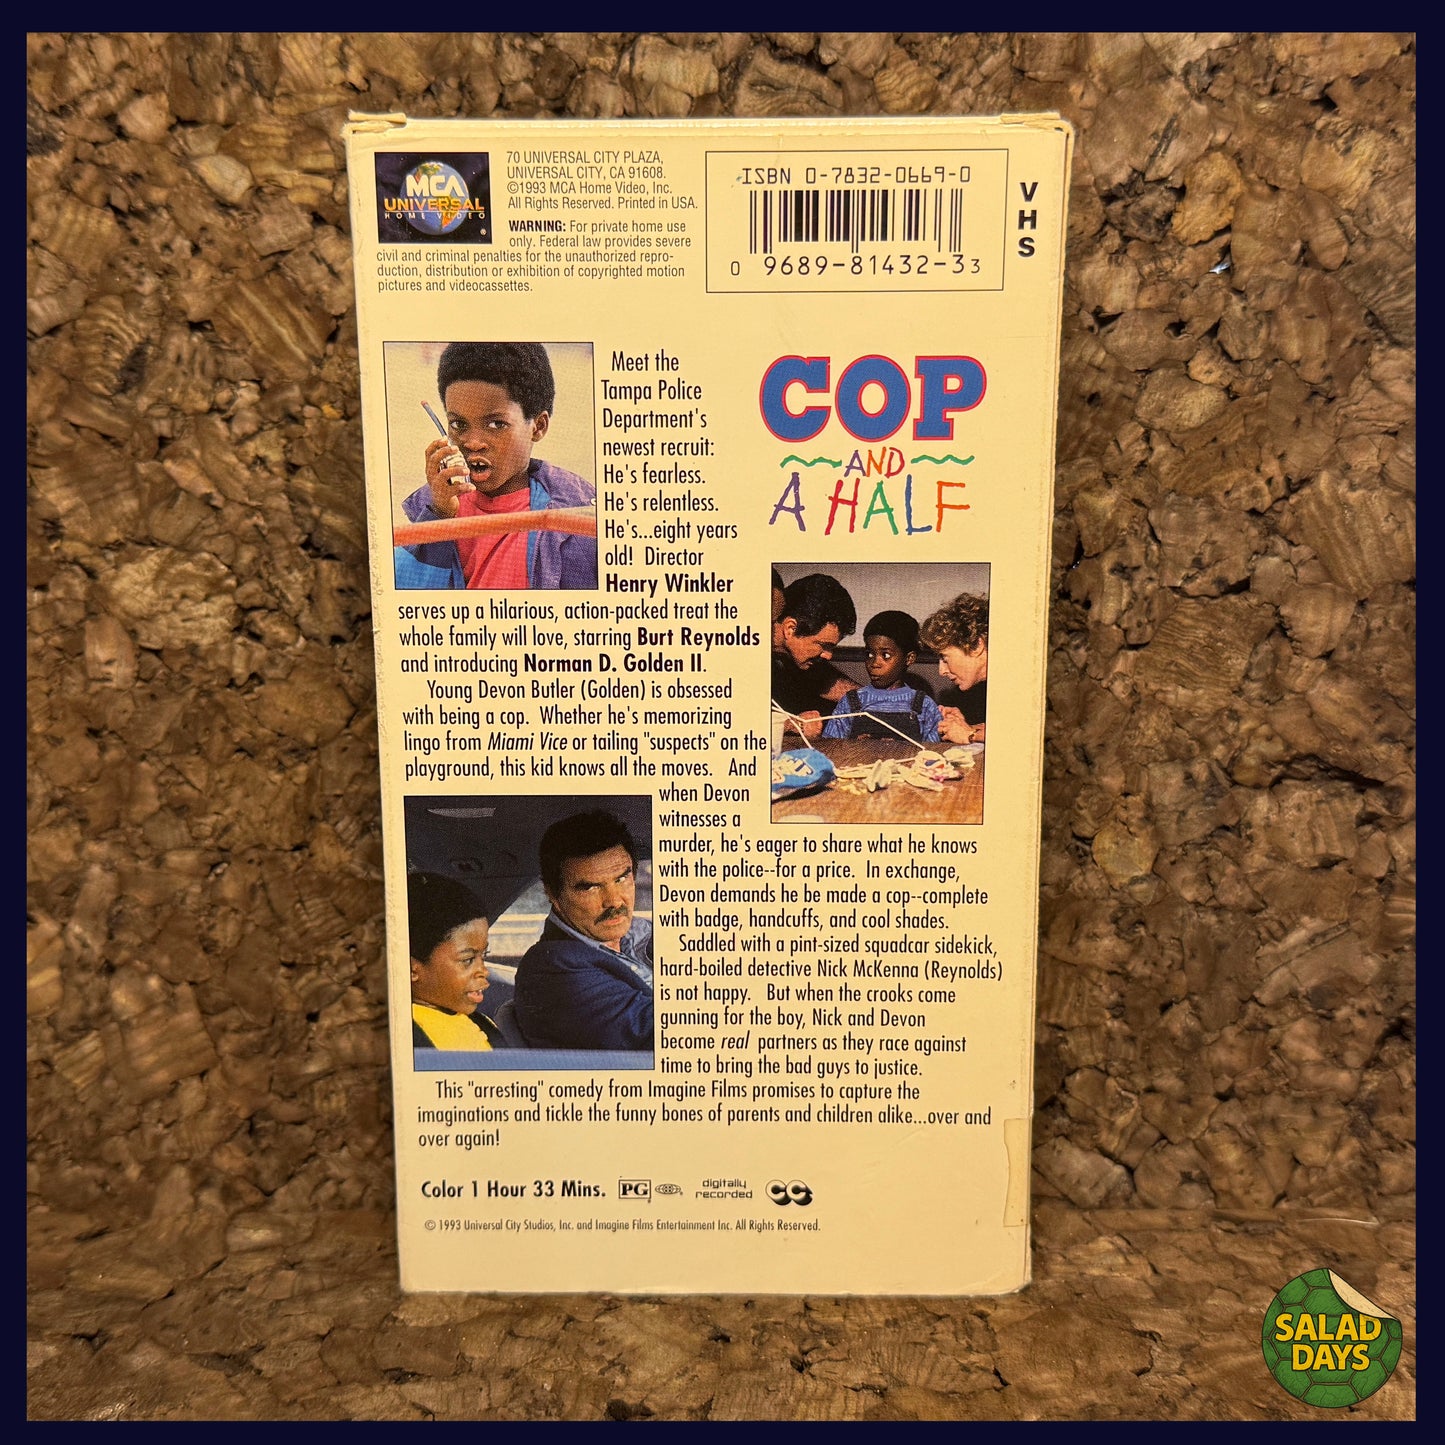 MCA
UNIVERSAL
HOME VIDEO
®
70 UNIVERSAL CITY PLAZA,
UNIVERSAL CITY, CA 91608.
©1993 MCA Home Video, Inc.
All Rights Reserved. Printed in USA.
WARNING: For private home use
only. Federal law provides severe
civil and criminal penalties for the unauthorized repro-
duction, distribution or exhibition of copyrighted motion
pictures and videocassettes.
ISBN 0-7832-0669-0
0 9689-81432-3 3
VHS
COP
AND
A HALF
Meet the
Tampa Police
Department's
newest recruit:
He's fearless.
He's relentless.
He's...eight years
old! Director
Henry Winkler
serves up a hilarious, action-packed treat the
whole family will love, starring Burt Reynolds
and introducing Norman D. Golden II.
Young Devon Butler (Golden) is obsessed
with being a cop. Whether he's memorizing
lingo from Miami Vice or tailing "suspects" on the
playground, this kid knows all the moves. And
when Devon
witnesses a
murder, he's eager to share what he knows
with the police--for a price. In exchange,
Devon demands he be made a cop--complete
with badge, handcuffs, and cool shades.
Saddled with a pint-sized squadcar sidekick,
hard-boiled detective Nick McKenna (Reynolds)
is not happy. But when the crooks come
gunning for the boy, Nick and Devon
become real partners as they race against
time to bring the bad guys to justice.
This "arresting" comedy from Imagine Films promises to capture the
imaginations and tickle the funny bones of parents and children alike...over and
over again!
Color 1 Hour 33 Mins. PG digitally recorded CC
© 1993 Universal City Studios, Inc. and Imagine Films Entertainment Inc. All Rights Reserved.
SALAD
DAYS